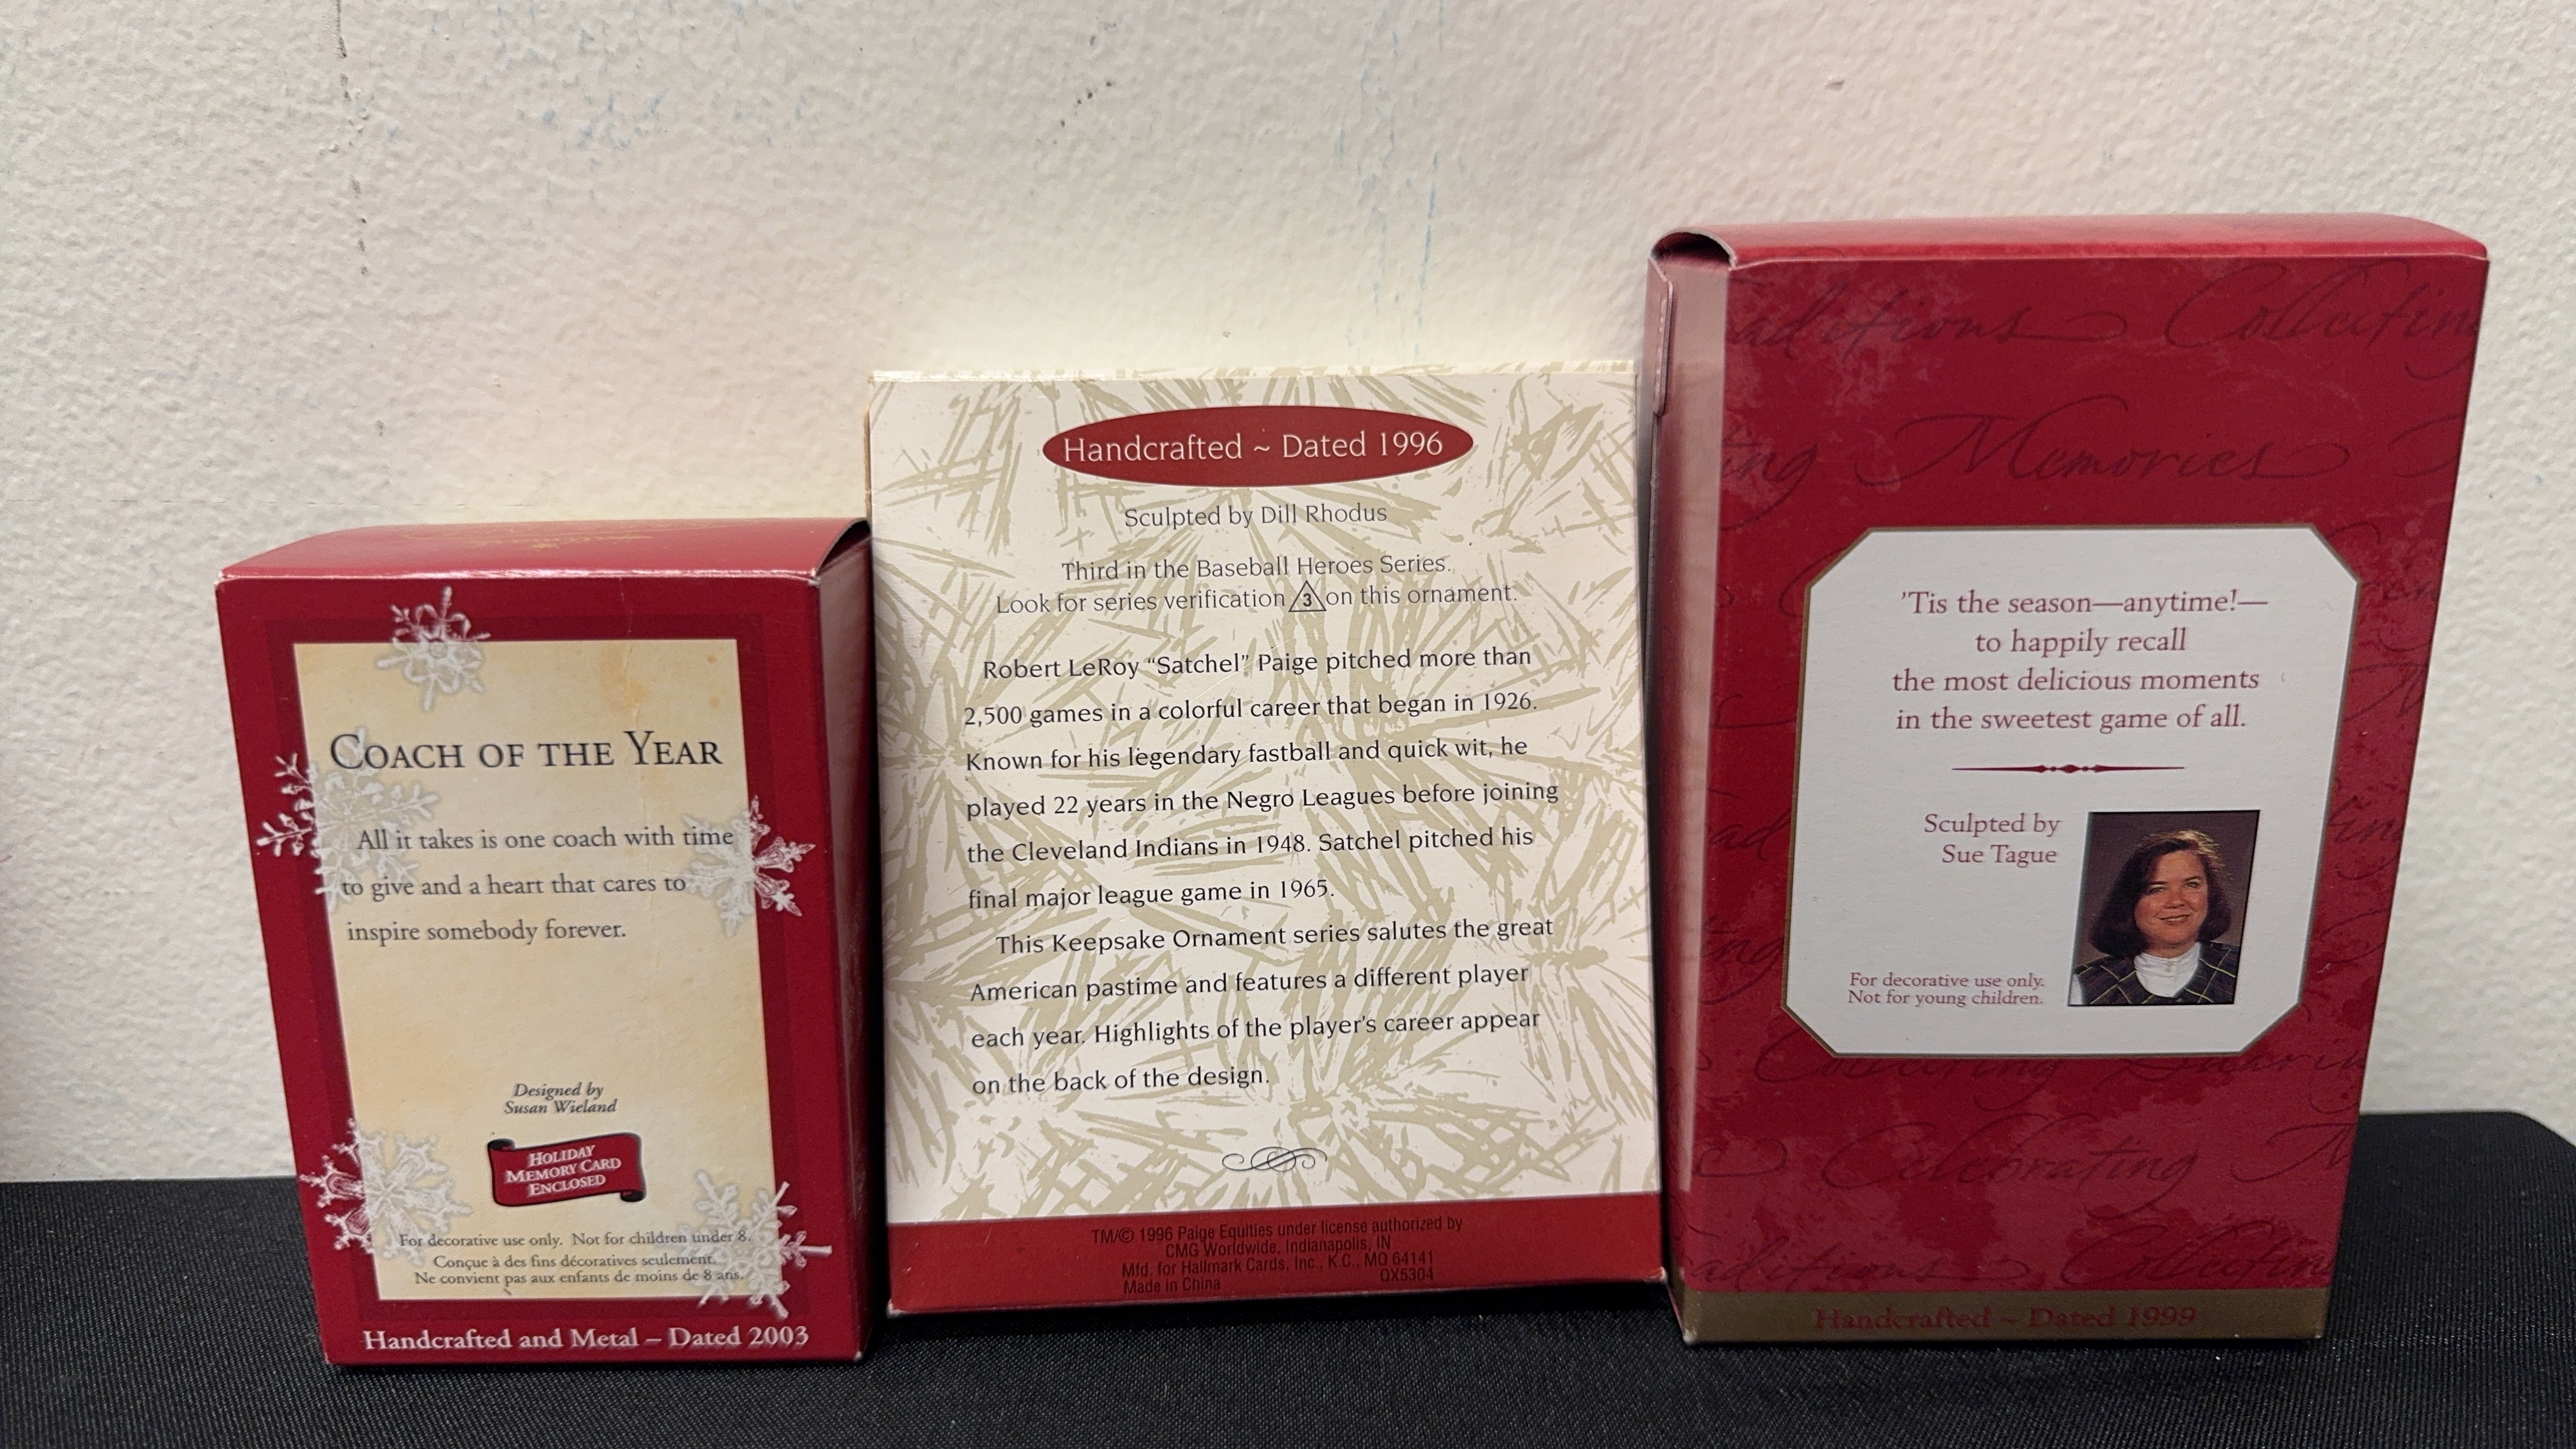 COACH OF THE YEAR
All it takes is one coach with time
to give and a heart that cares to
inspire somebody forever.
Designed by
Susan Wieland
HOLIDAY
MEMORY CARD
ENCLOSED
For decorative use only. Not for children under 8.
Conçue à des fins décoratives seulement.
Ne convient pas aux enfants de moins de 8 ans.
Handcrafted and Metal – Dated 2003
Handcrafted ~ Dated 1996
Sculpted by Dill Rhodus
Third in the Baseball Heroes Series.
Look for series verification 3 on this ornament.
Robert LeRoy “Satchel” Paige pitched more than
2,500 games in a colorful career that began in 1926.
Known for his legendary fastball and quick wit, he
played 22 years in the Negro Leagues before joining
the Cleveland Indians in 1948. Satchel pitched his
final major league game in 1965.
This Keepsake Ornament series salutes the great
American pastime and features a different player
each year. Highlights of the player's career appear
on the back of the design.
TM/© 1996 Paige Equities under license authorized by
CMG Worldwide, Indianapolis, IN
Mfd. for Hallmark Cards, Inc., K.C., MO 64141
Made in China QX5304
Collecting
Memories
'Tis the season—anytime!—
to happily recall
the most delicious moments
in the sweetest game of all.
Sculpted by
Sue Tague
For decorative use only.
Not for young children.
Celebrating
Handcrafted ~ Dated 1999